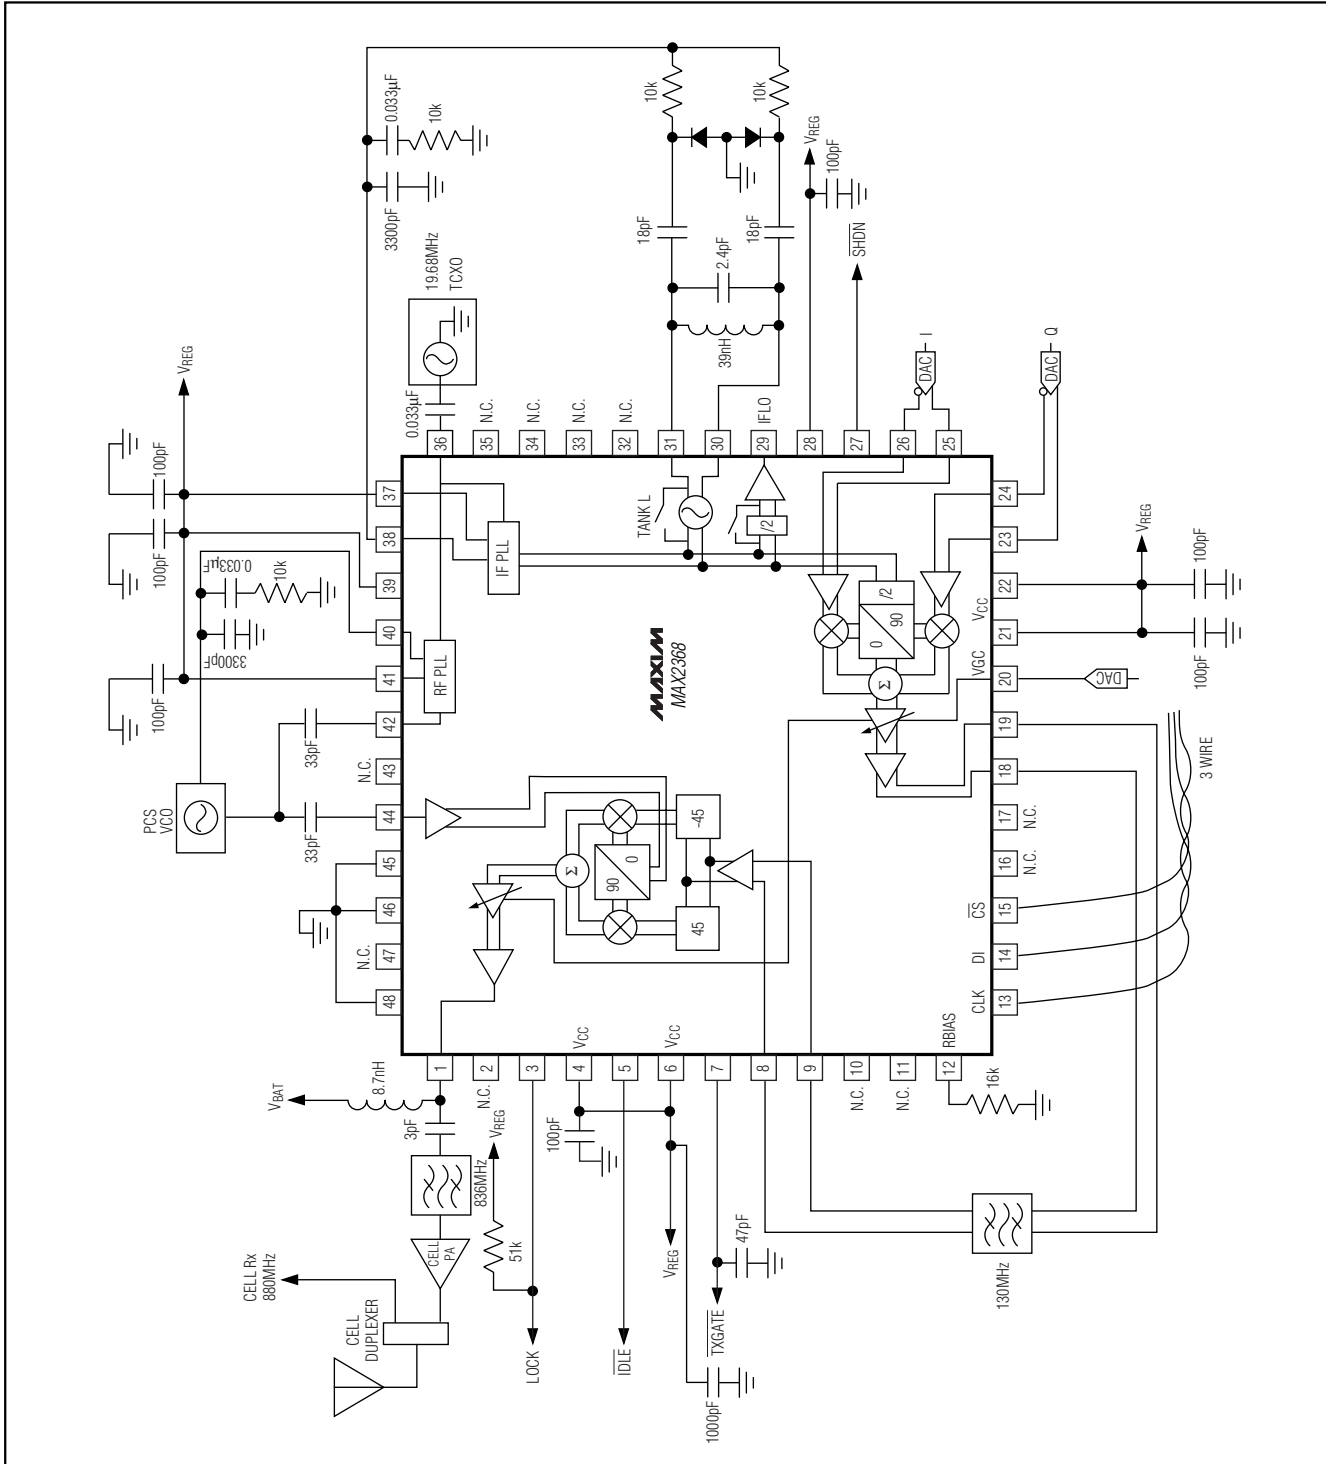 0.033µF
10k
3300pF
19.68MHz
TCXO
0.033µF
10k
10k
18pF
18pF
2.4pF
39nH
VREG
100pF
SHDN
DAC
I
DAC
Q
VREG
100pF
100pF
100pF
0.033µF
10k
3300pF
100pF
PCS
VCO
33pF
33pF
N.C.
N.C.
36
35
N.C.
34
N.C.
33
N.C.
32
N.C.
31
30
29
IFLO
28
27
26
25
37
38
39
40
41
42
43
44
45
46
47
48
24
23
22
21
20
19
18
17
16
15
14
13
1
2
3
4
5
6
7
8
9
10
11
12
IF PLL
RF PLL
TANK L
/2
/2
90
0
Σ
MAXIM
MAX2368
VCC
VGC
DAC
VREG
100pF
100pF
3 WIRE
N.C.
N.C.
CS
DI
CLK
RBIAS
16k
-45
45
Σ
90
0
VCC
VCC
N.C.
N.C.
N.C.
VBAT
8.7nH
3pF
836MHz
CELL
PA
CELL Rx
880MHz
CELL
DUPLEXER
VREG
51k
LOCK
100pF
IDLE
VREG
1000pF
TXGATE
47pF
130MHz